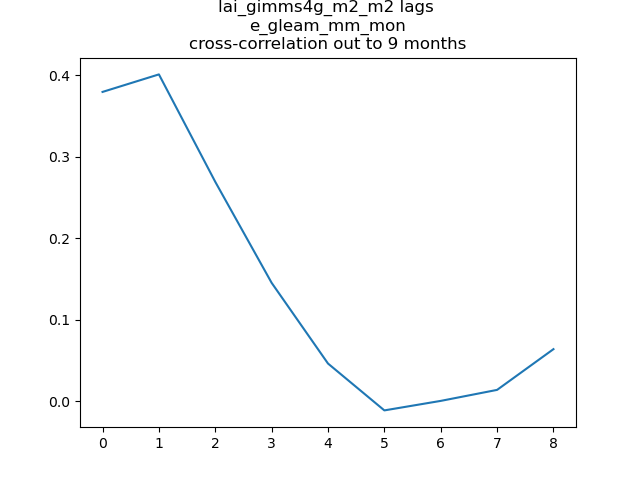 lai_gimms4g_m2_m2 lags
e_gleam_mm_mon
cross-correlation out to 9 months
0.4
0.3
0.2
0.1
0.0
0 1 2 3 4 5 6 7 8